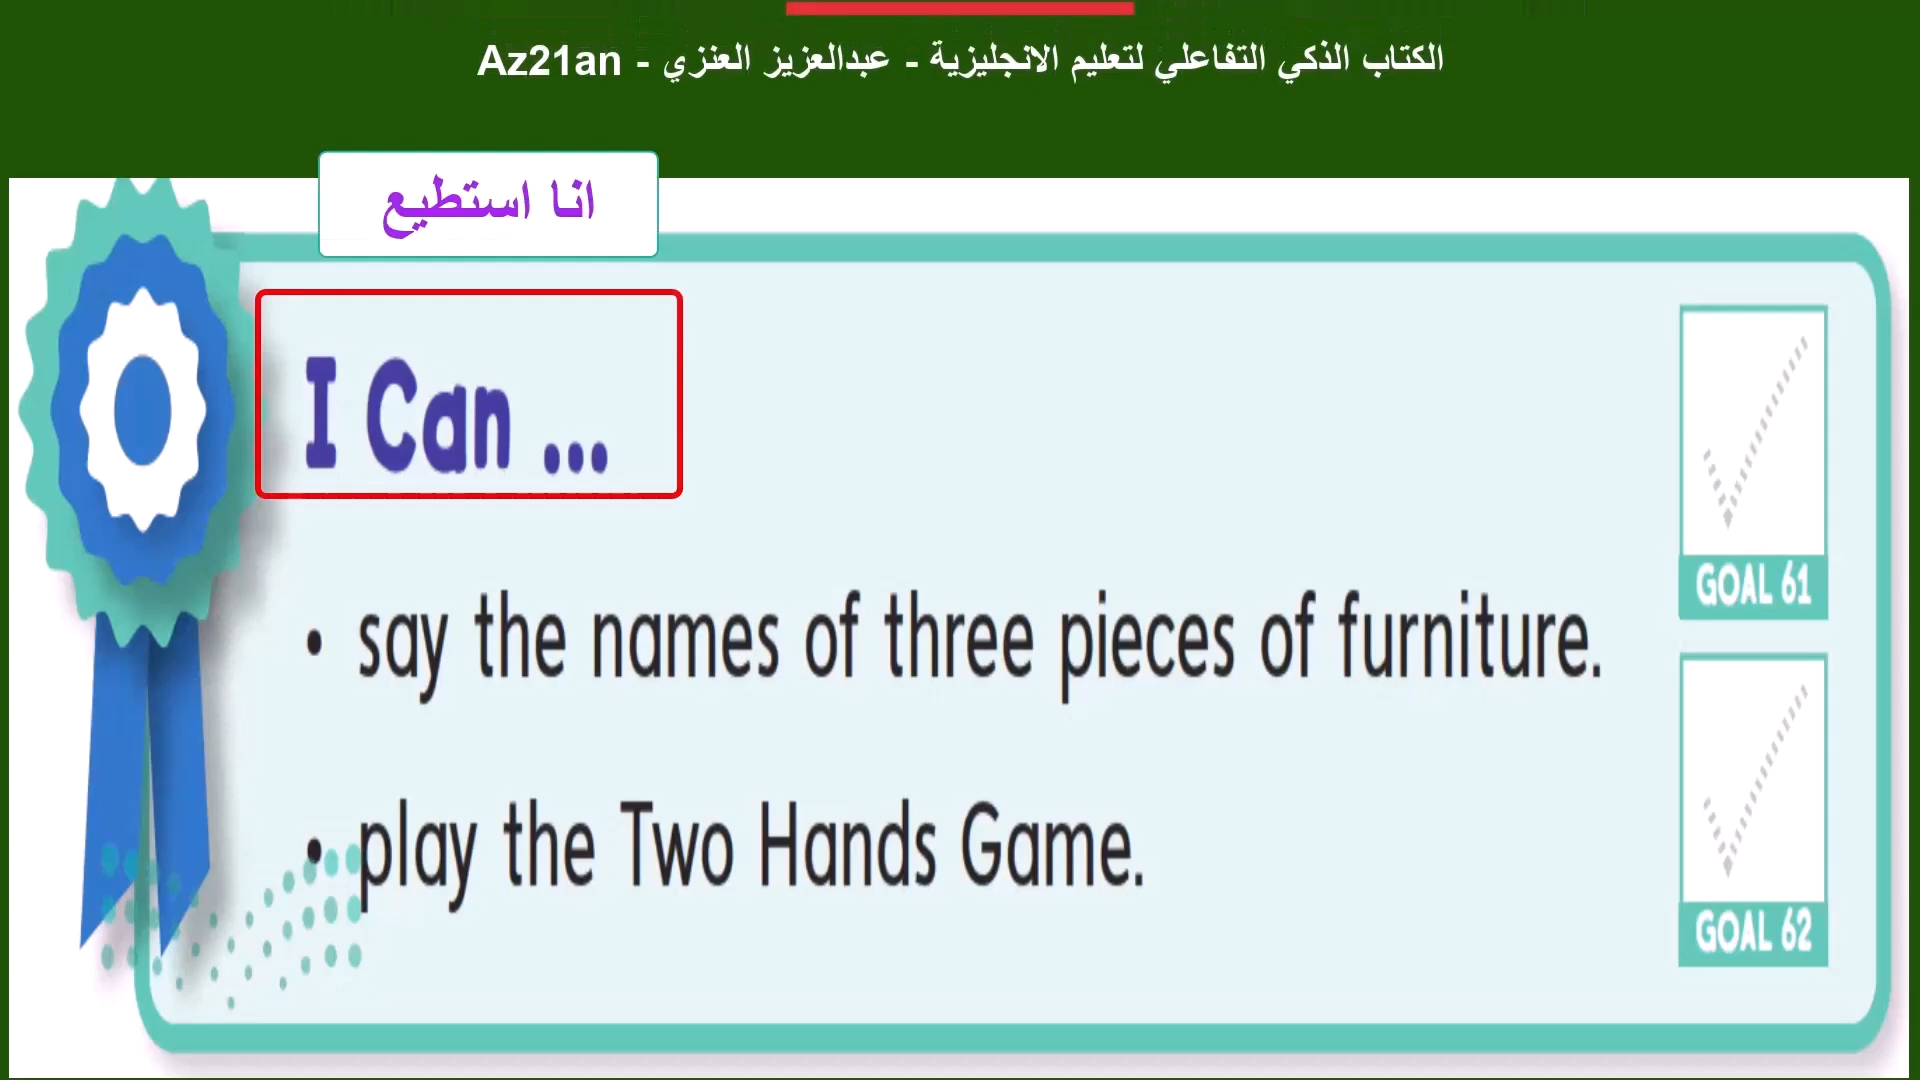 الكتاب الذكي التفاعلي لتعليم الانجليزية - عبدالعزيز العنزي - Az21an
انا استطيع
I Can ...
• say the names of three pieces of furniture.
GOAL 61
• play the Two Hands Game.
GOAL 62